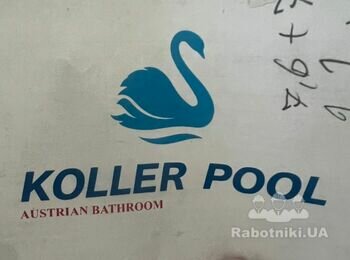 KOLLER POOL
AUSTRIAN BATHROOM
Rabotniki.UA